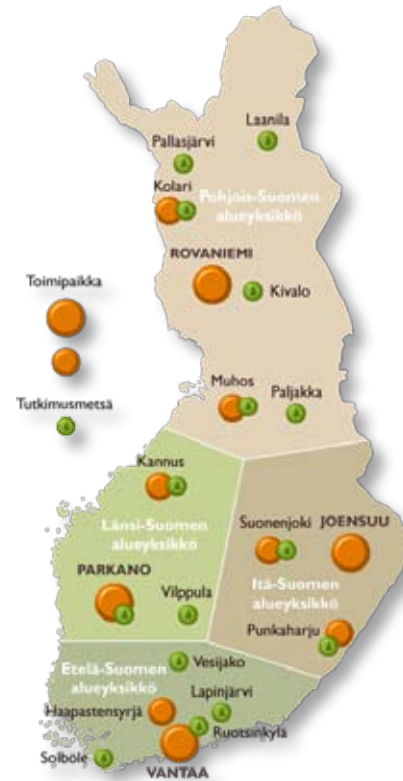 Laanila
Pallasjärvi
Kolari
Pohjois-Suomen
alueyksikkö
ROVANIEMI
Toimipaikka
Kivalo
Muhos
Paljakka
Tutkimusmetsä
Kannus
Länsi-Suomen
alueyksikkö
Suonenjoki
JOENSUU
PARKANO
Vilppula
Itä-Suomen
alueyksikkö
Punkaharju
Etelä-Suomen
alueyksikkö
Vesijako
Lapinjärvi
Haapastensyrjä
Ruotsinkylä
Solböle
VANTAA